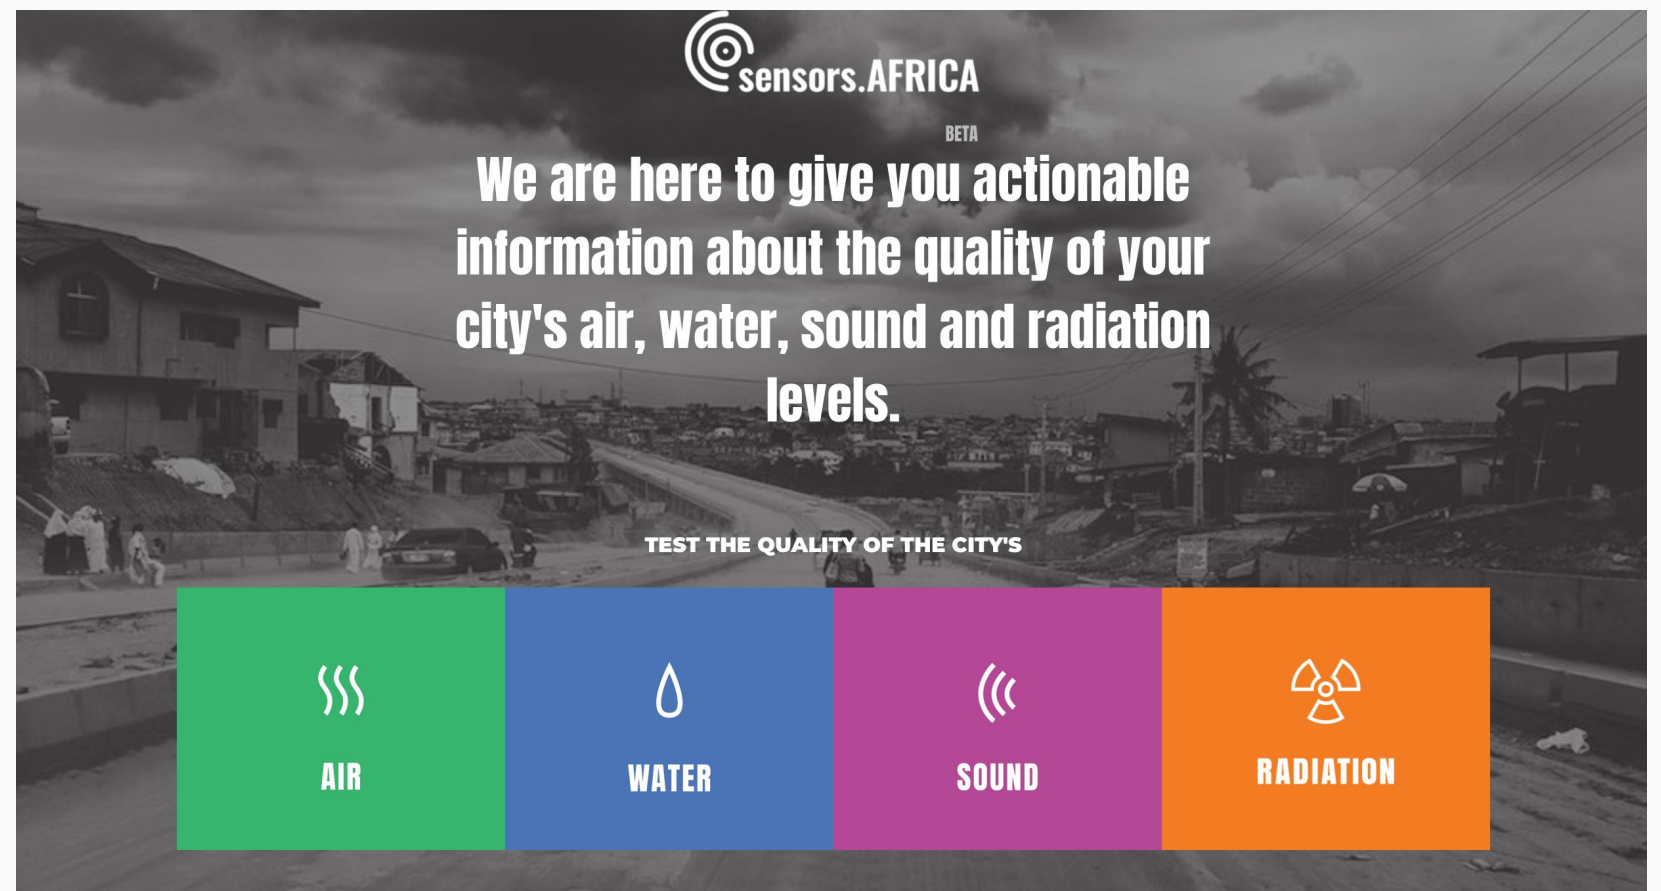 sensors.AFRICA
BETA
We are here to give you actionable
information about the quality of your
city's air, water, sound and radiation
levels.
TEST THE QUALITY OF THE CITY'S
AIR
WATER
SOUND
RADIATION